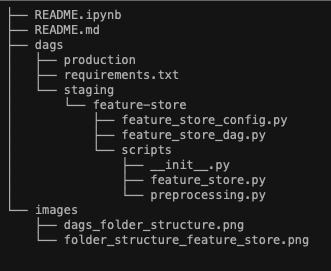 ├── README.ipynb
├── README.md
├── dags
│   ├── production
│   ├── requirements.txt
│   └── staging
│       └── feature-store
│           ├── feature_store_config.py
│           ├── feature_store_dag.py
│           └── scripts
│               ├── __init__.py
│               ├── feature_store.py
│               └── preprocessing.py
└── images
    ├── dags_folder_structure.png
    └── folder_structure_feature_store.png